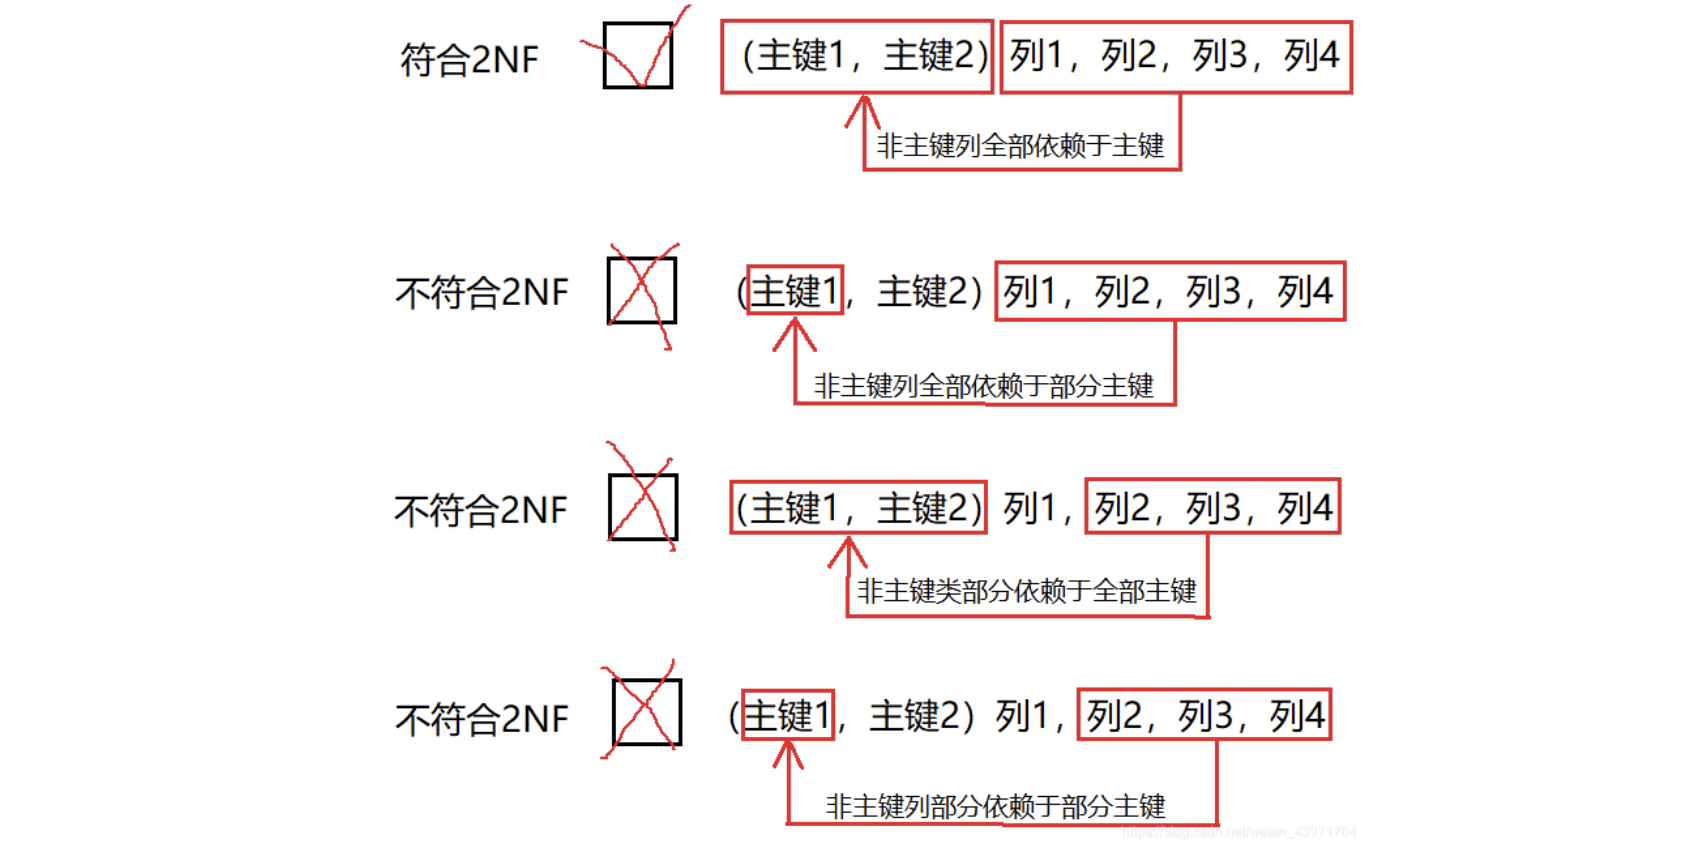 符合2NF （主键1，主键2）列1，列2，列3，列4
非主键列全部依赖于主键
不符合2NF （主键1，主键2）列1，列2，列3，列4
非主键列全部依赖于部分主键
不符合2NF （主键1，主键2）列1，列2，列3，列4
非主键类部分依赖于全部主键
不符合2NF （主键1，主键2）列1，列2，列3，列4
非主键列部分依赖于部分主键
https://blog.csdn.net/weixin_43971764